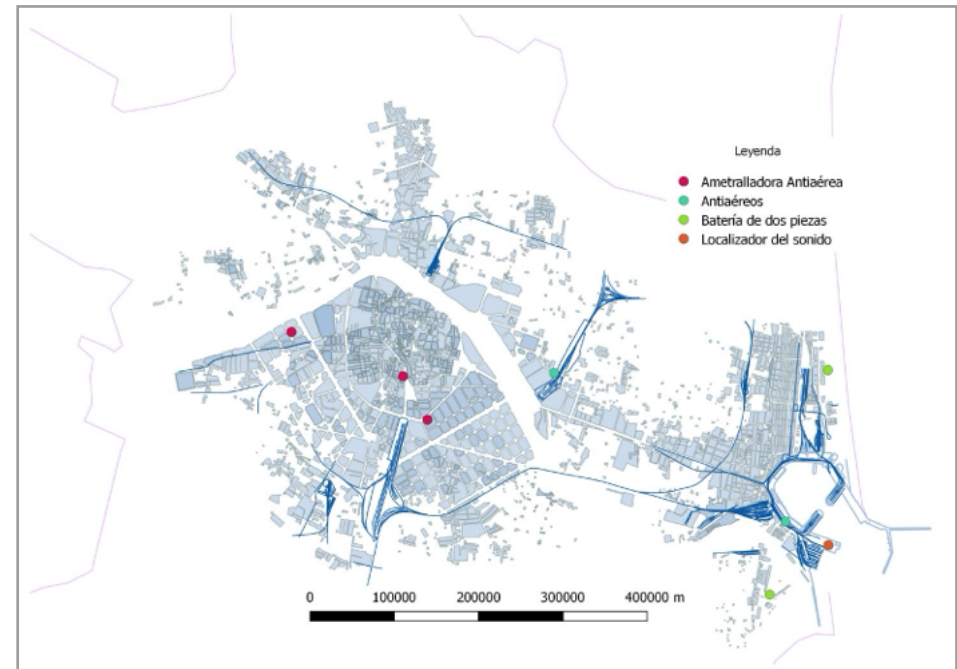 Leyenda
Ametralladora Antiaérea
Antiaéreos
Batería de dos piezas
Localizador del sonido
0 100000 200000 300000 400000 m